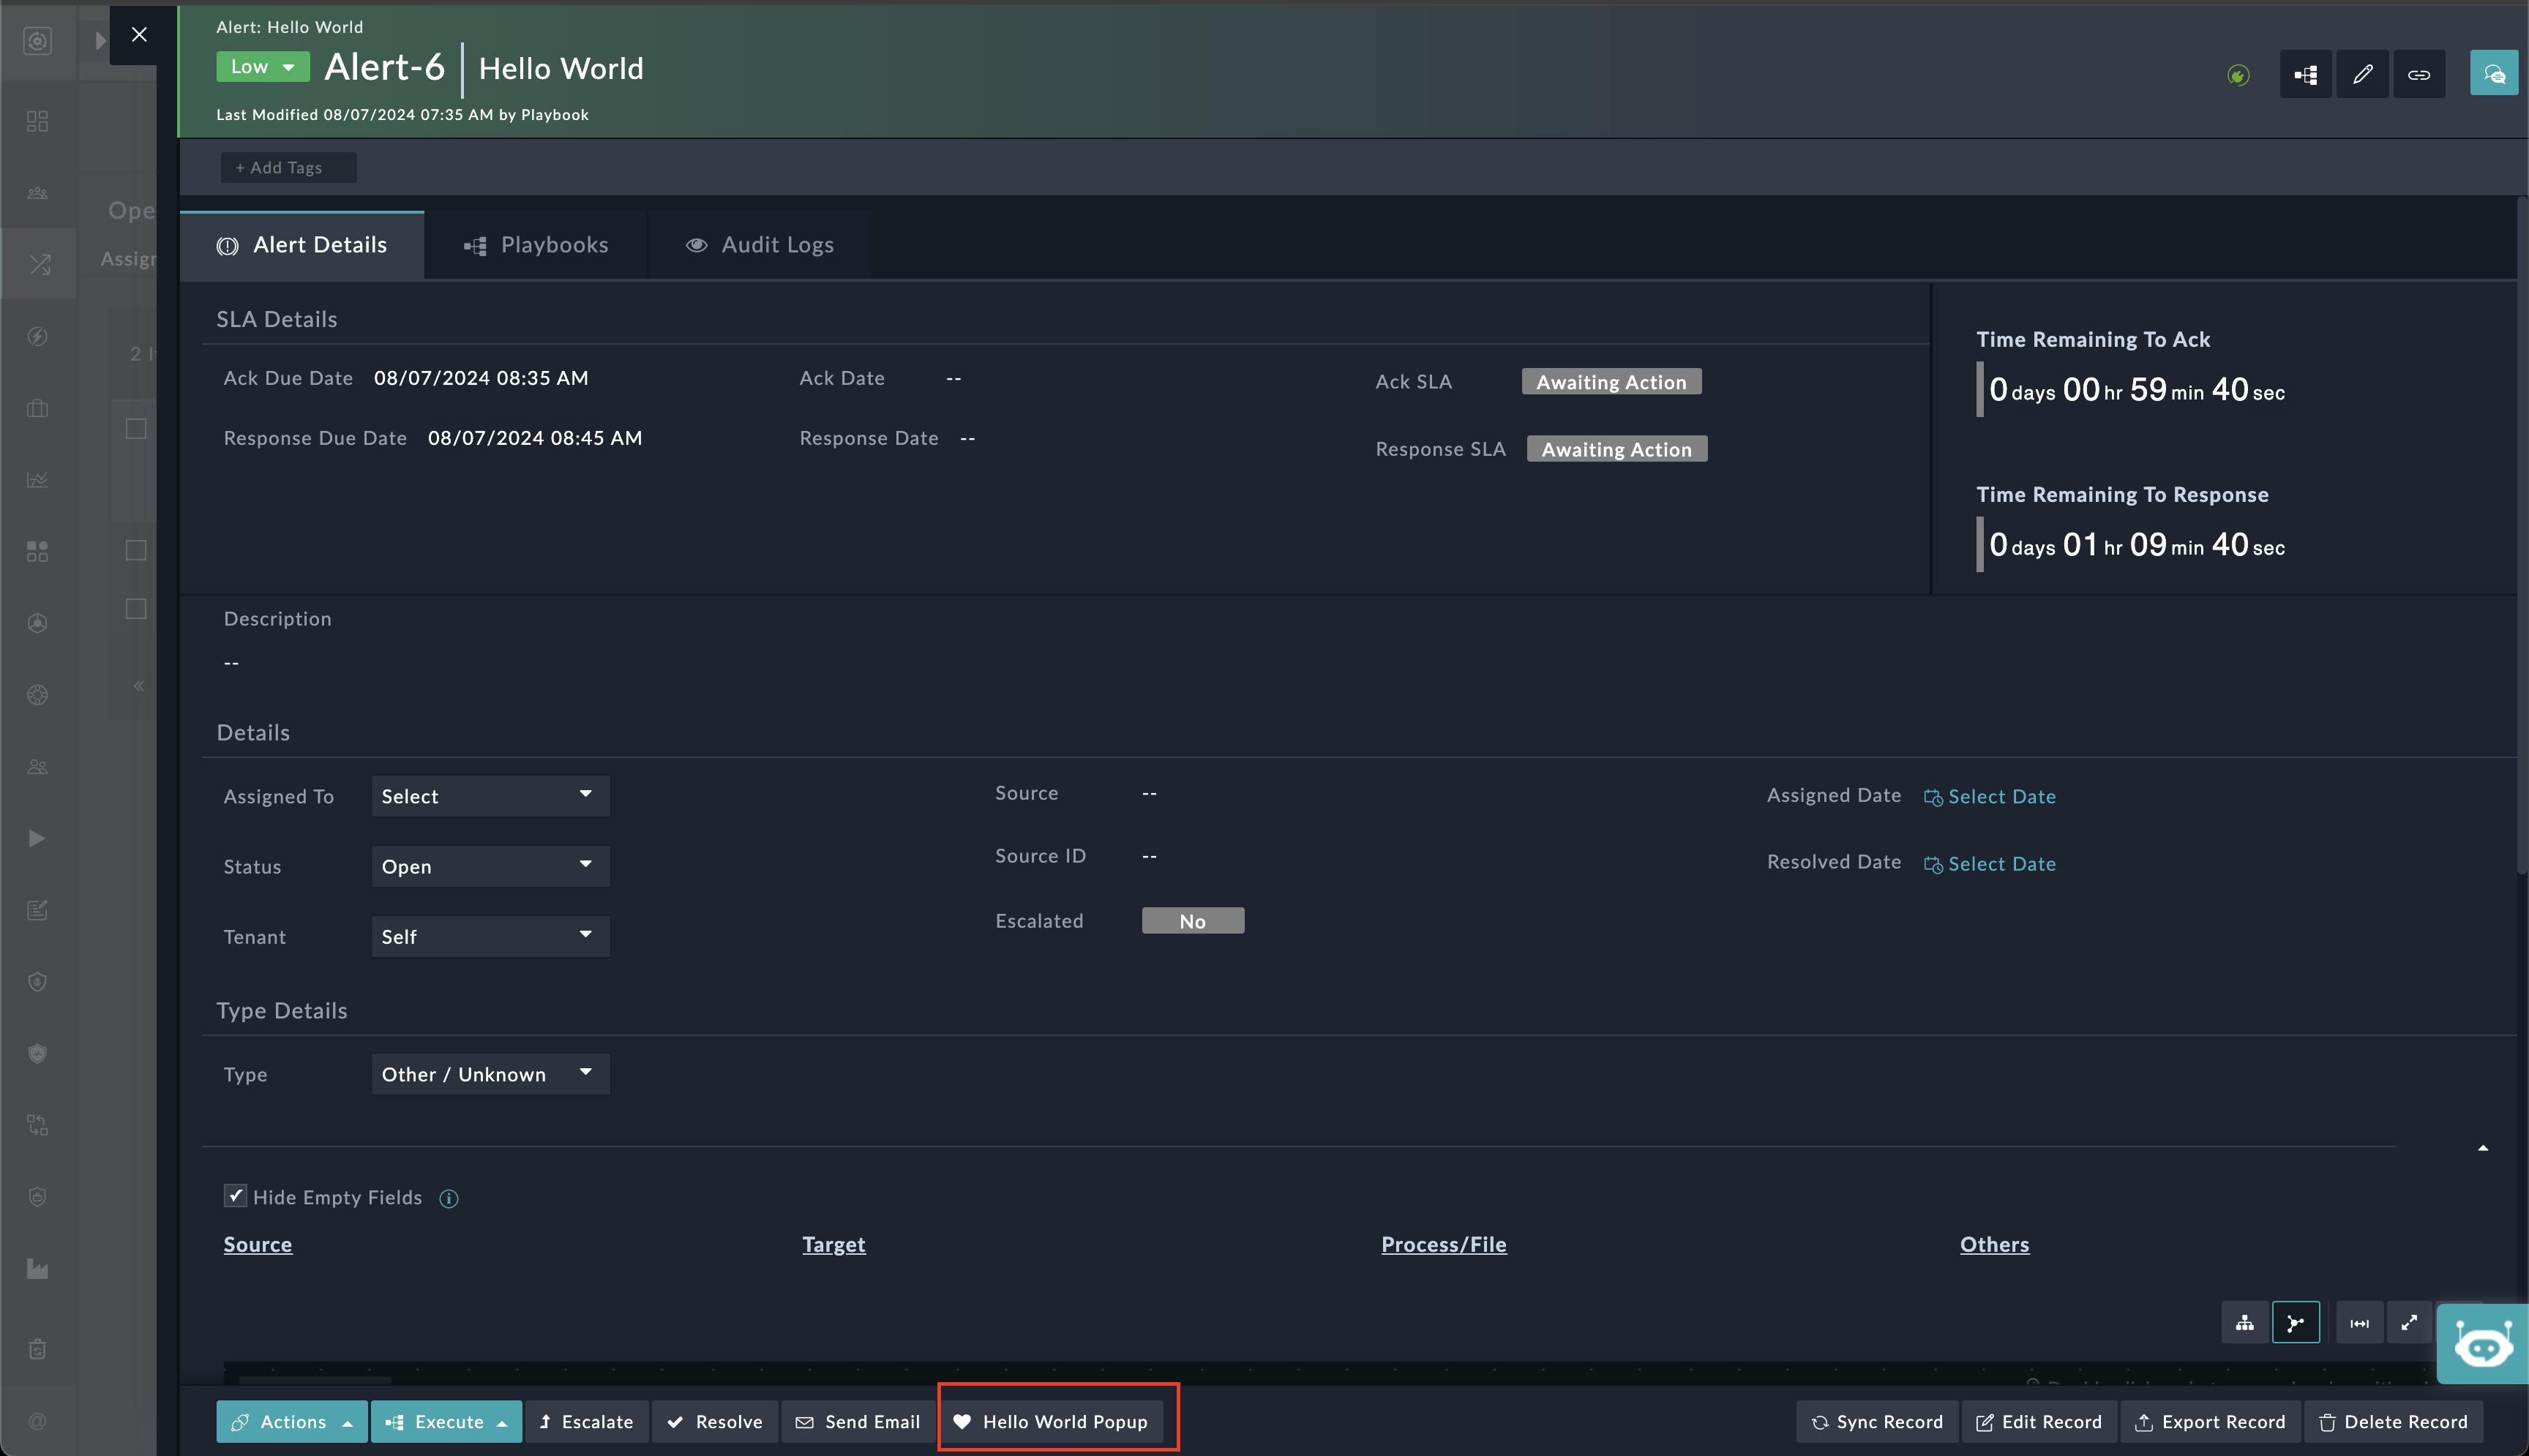 Alert: Hello World
Low
Alert-6 Hello World
Last Modified 08/07/2024 07:35 AM by Playbook
+ Add Tags
Ope
Assign
2 I
Alert Details
Playbooks
Audit Logs
SLA Details
Ack Due Date 08/07/2024 08:35 AM
Ack Date --
Ack SLA Awaiting Action
Response Due Date 08/07/2024 08:45 AM
Response Date --
Response SLA Awaiting Action
Time Remaining To Ack
0 days 00 hr 59 min 40 sec
Time Remaining To Response
0 days 01 hr 09 min 40 sec
Description
--
Details
Assigned To Select
Source --
Assigned Date Select Date
Status Open
Source ID --
Resolved Date Select Date
Tenant Self
Escalated No
Type Details
Type Other / Unknown
Hide Empty Fields
Source
Target
Process/File
Others
Actions
Execute
Escalate
Resolve
Send Email
Hello World Popup
Sync Record
Edit Record
Export Record
Delete Record